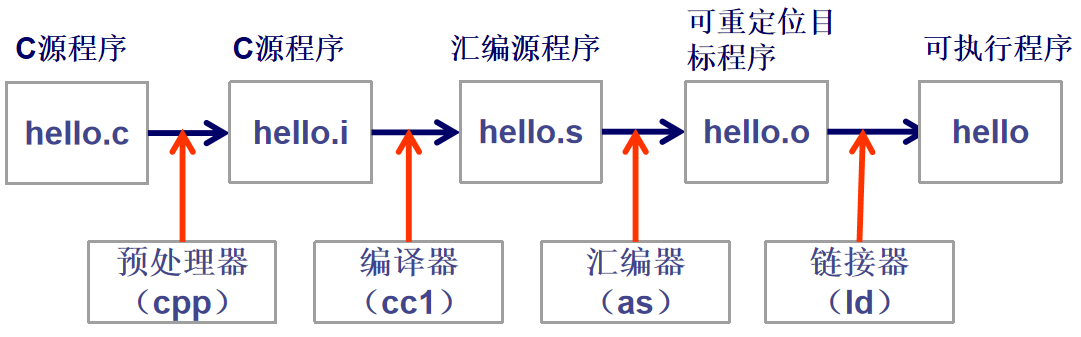 C源程序
C源程序
汇编源程序
可重定位目
标程序
可执行程序
hello.c
hello.i
hello.s
hello.o
hello
预处理器
（cpp）
编译器
（cc1）
汇编器
（as）
链接器
（ld）